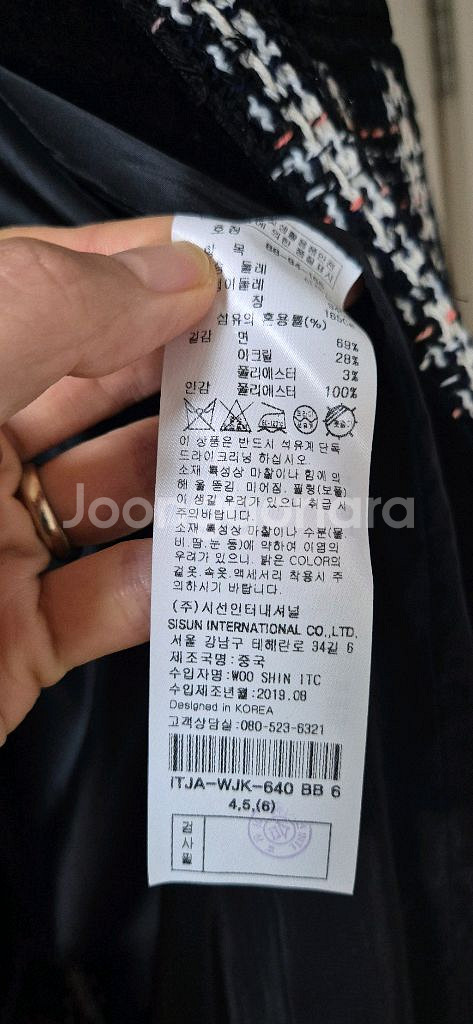 호칭
항 목
둘레
둘레
장
섬유의 혼용률(%)
겉감 면 69%
아크릴 28%
폴리에스터 3%
안감 폴리에스터 100%
이 상품은 반드시 석유계 단독
드라이크리닝 하십시오.
소재 특성상 마찰이나 힘에 의
해 올 뜯김, 미어짐, 필링(보풀)
이 생길 우려가 있으니 취급 시
주의바랍니다.
소재 특성상 마찰이나 수분(물,
비,땀,눈 등)에 약하여 이염의
우려가 있으니, 밝은 COLOR의
겉옷,속옷,액세서리 착용시 주
의하시기 바랍니다.
(주)시선인터내셔널
SISUN INTERNATIONAL CO.,LTD.
서울 강남구 테헤란로 34길 6
제조국명:중국
수입자명:WOO SHIN ITC
수입제조년월:2019.08
Designed in KOREA
고객상담실:080-523-6321
ITJA-WJK-640 BB 6
4,5,(6)
검사필